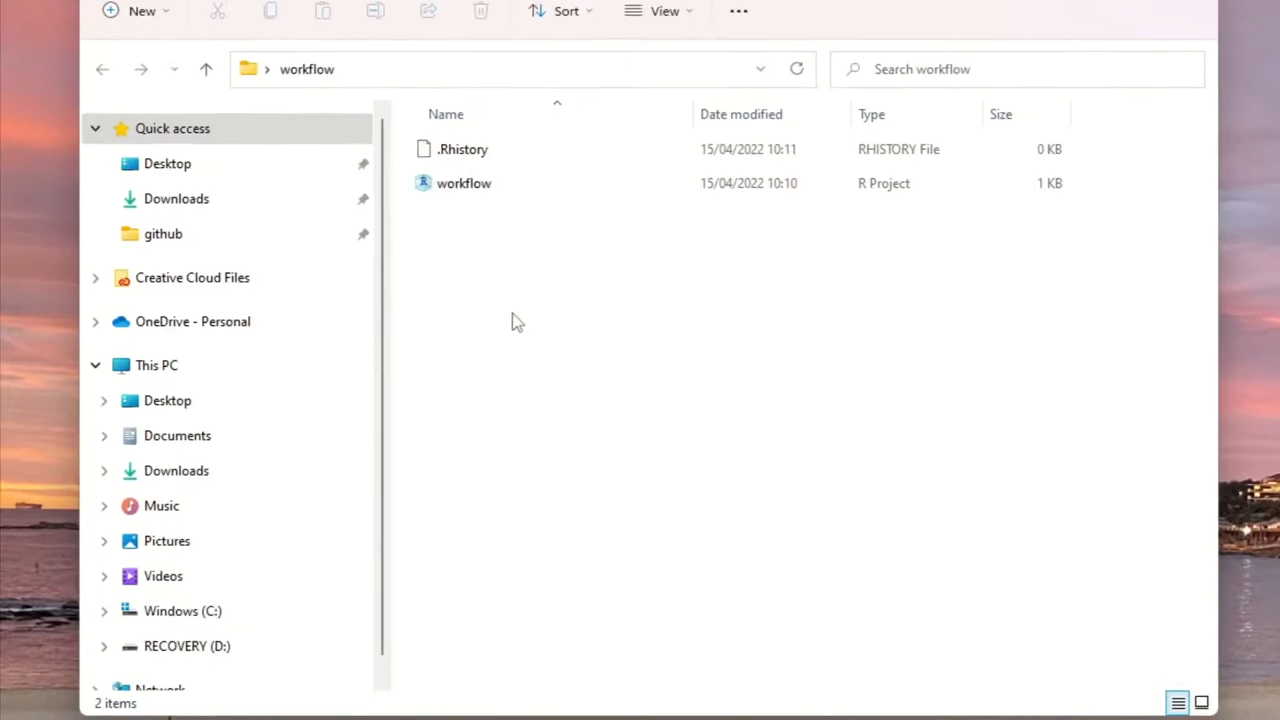 New Sort View
workflow Search workflow
Name Date modified Type Size
Quick access
.Rhistory 15/04/2022 10:11 RHISTORY File 0 KB
Desktop
workflow 15/04/2022 10:10 R Project 1 KB
Downloads
github
Creative Cloud Files
OneDrive - Personal
This PC
Desktop
Documents
Downloads
Music
Pictures
Videos
Windows (C:)
RECOVERY (D:)
Network
2 items